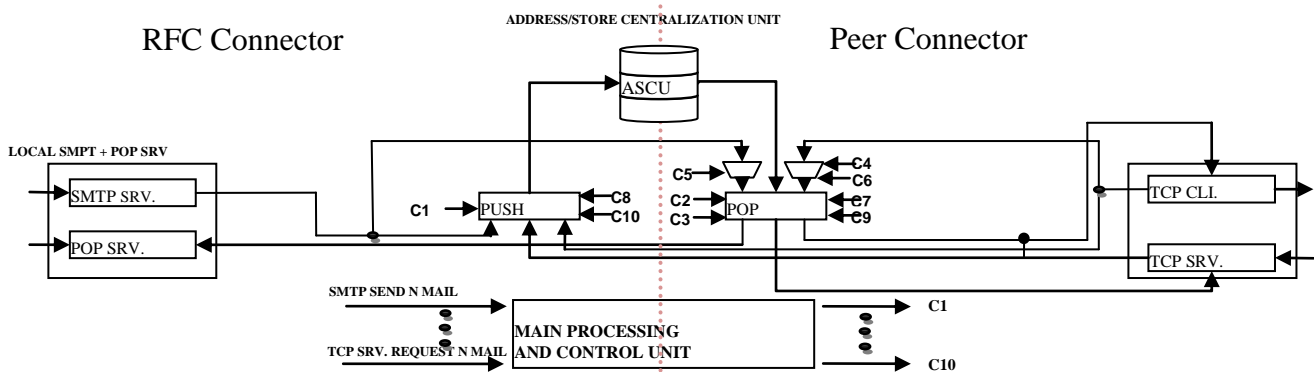 ADDRESS/STORE CENTRALIZATION UNIT
RFC Connector
Peer Connector
ASCU
LOCAL SMPT + POP SRV
C5
C4
C6
SMTP SRV.
TCP CLI.
C1
PUSH
C8
C10
C2
C3
POP
C7
C9
POP SRV.
TCP SRV.
SMTP SEND N MAIL
C1
MAIN PROCESSING
AND CONTROL UNIT
TCP SRV. REQUEST N MAIL
C10